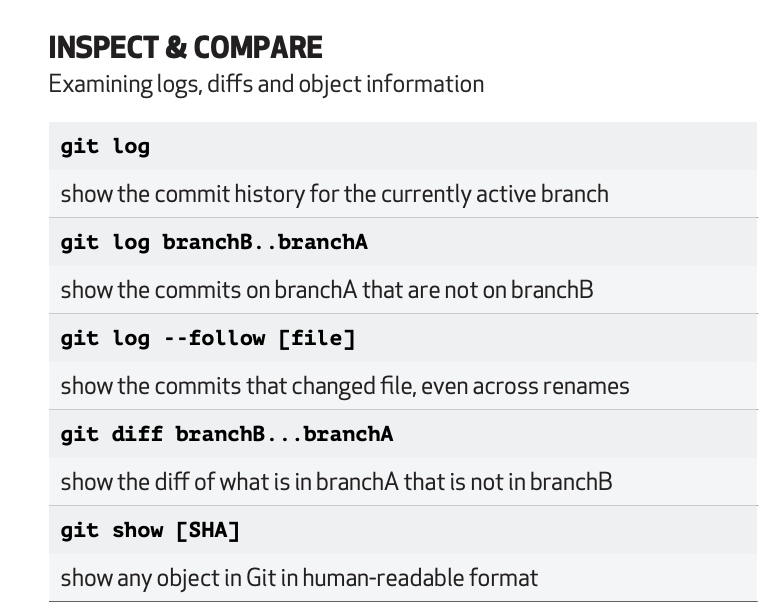 INSPECT & COMPARE
Examining logs, diffs and object information
git log
show the commit history for the currently active branch
git log branchB..branchA
show the commits on branchA that are not on branchB
git log --follow [file]
show the commits that changed file, even across renames
git diff branchB...branchA
show the diff of what is in branchA that is not in branchB
git show [SHA]
show any object in Git in human-readable format